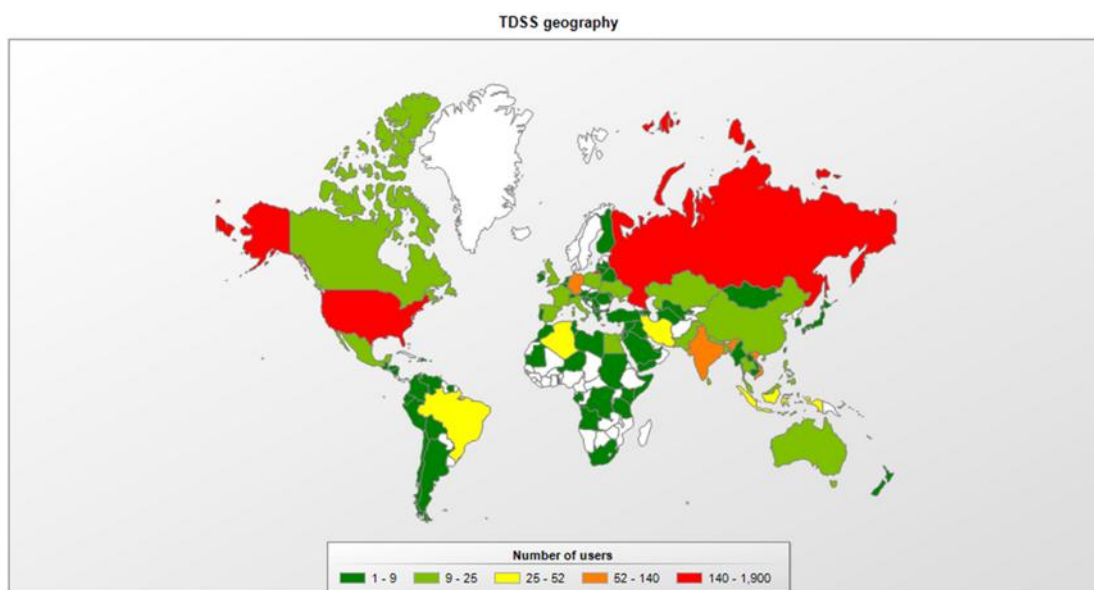 TDSS geography
Number of users
1 - 9 9 - 25 25 - 52 52 - 140 140 - 1,900